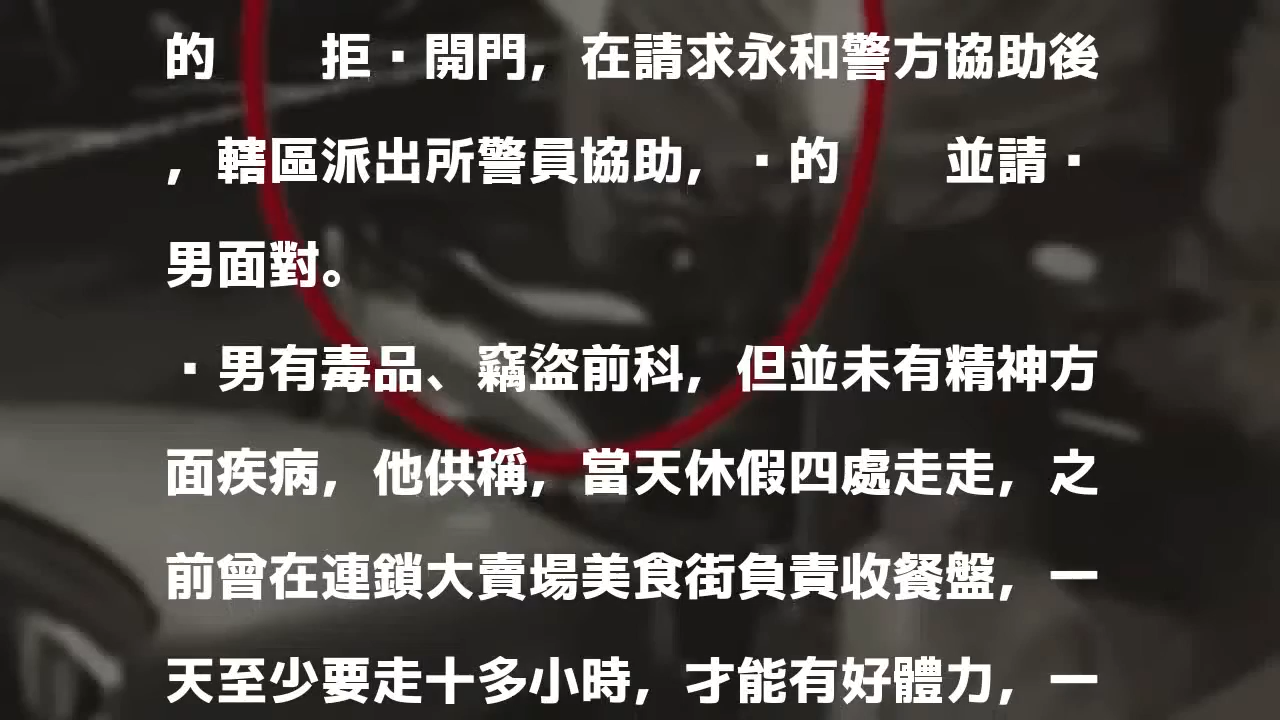 的　　拒·開門，在請求永和警方協助後
，轄區派出所警員協助，·的　　並請·
男面對。
·男有毒品、竊盜前科，但並未有精神方
面疾病，他供稱，當天休假四處走走，之
前曾在連鎖大賣場美食街負責收餐盤，一
天至少要走十多小時，才能有好體力，一